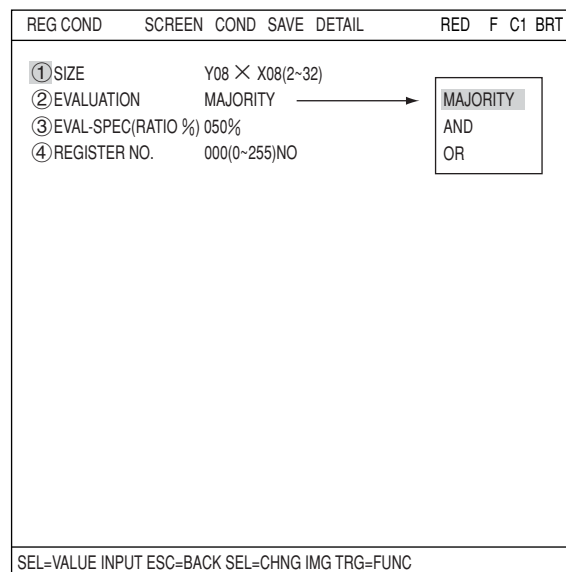 REG COND SCREEN COND SAVE DETAIL RED F C1 BRT
①SIZE Y08 × X08(2~32)
②EVALUATION MAJORITY
③EVAL-SPEC(RATIO %) 050%
④REGISTER NO. 000(0~255)NO
MAJORITY
AND
OR
SEL=VALUE INPUT ESC=BACK SEL=CHNG IMG TRG=FUNC